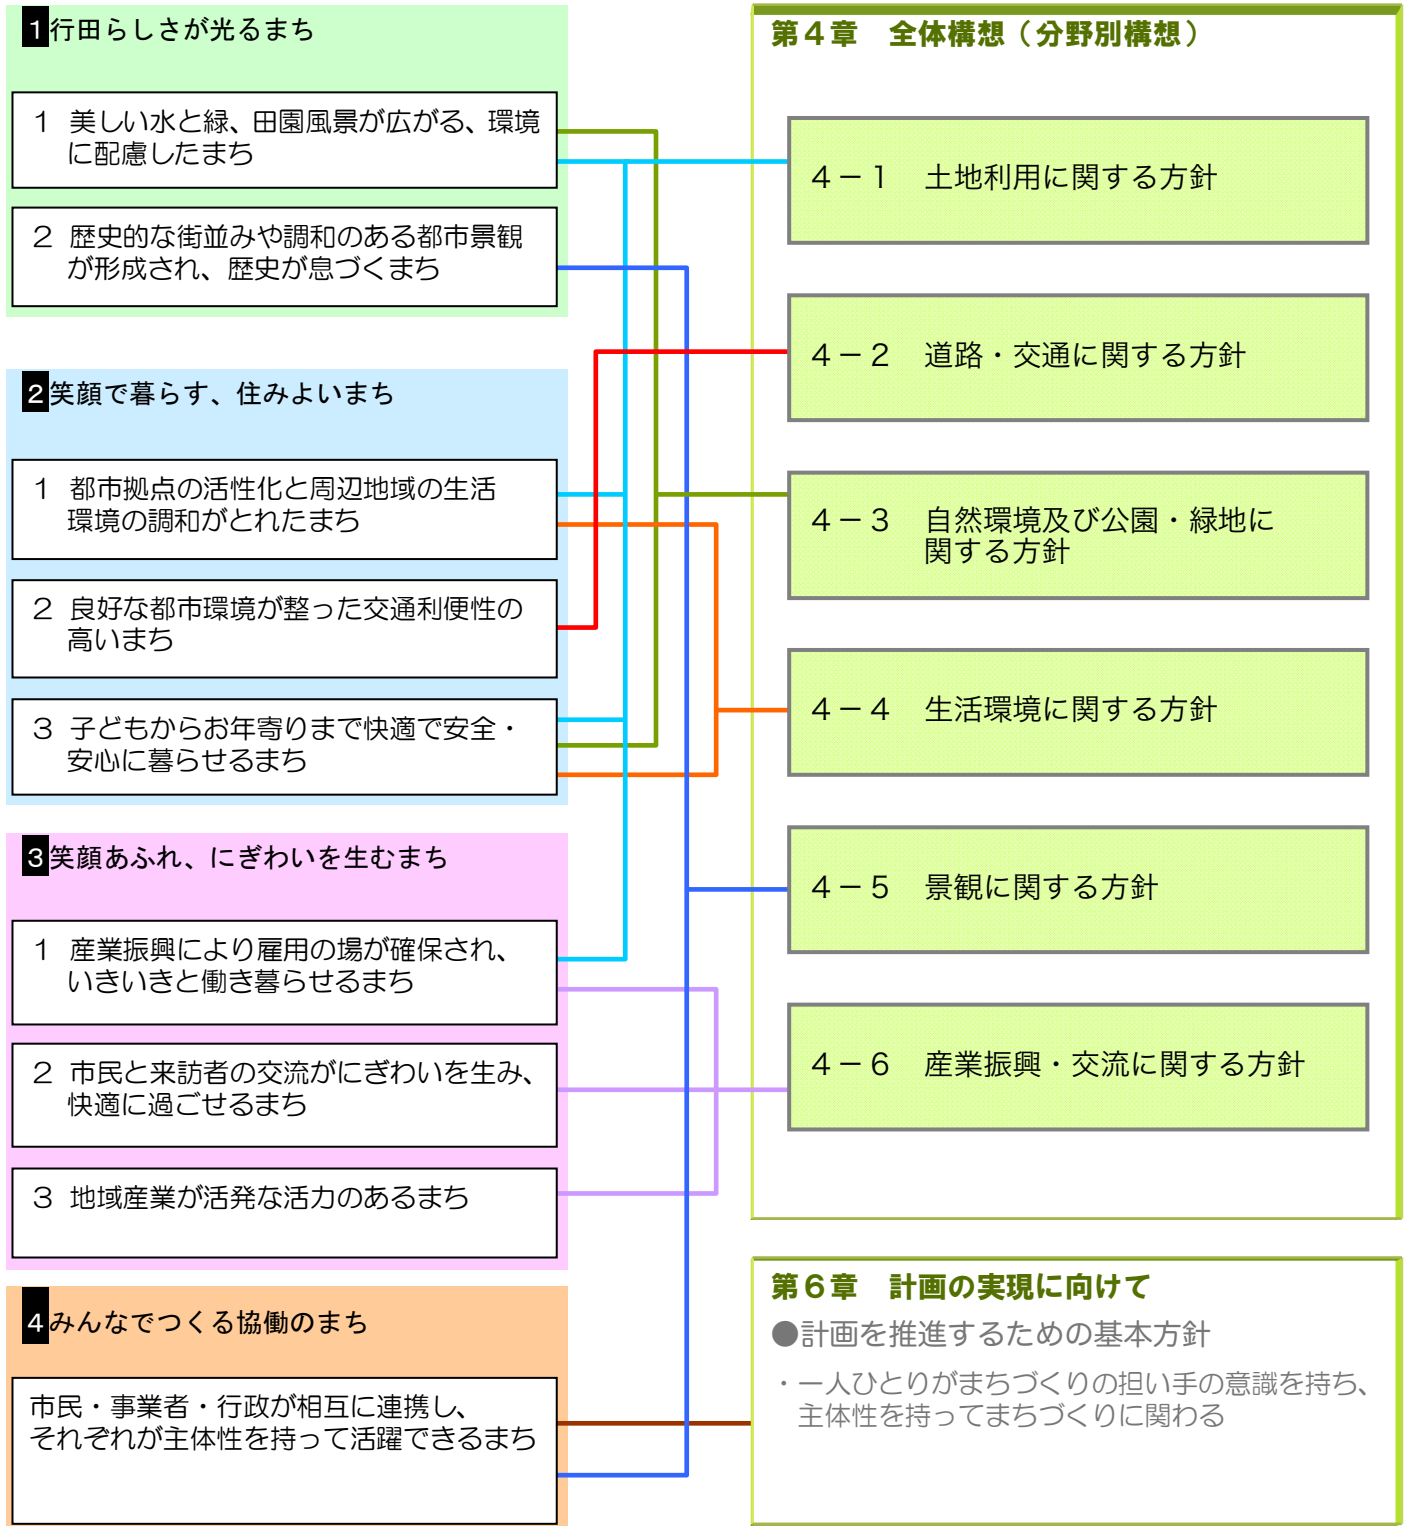 1行田らしさが光るまち
1 美しい水と緑、田園風景が広がる、環境
に配慮したまち
2 歴史的な街並みや調和のある都市景観
が形成され、歴史が息づくまち
2笑顔で暮らす、住みよいまち
1 都市拠点の活性化と周辺地域の生活
環境の調和がとれたまち
2 良好な都市環境が整った交通利便性の
高いまち
3 子どもからお年寄りまで快適で安全・
安心に暮らせるまち
3笑顔あふれ、にぎわいを生むまち
1 産業振興により雇用の場が確保され、
いきいきと働き暮らせるまち
2 市民と来訪者の交流がにぎわいを生み、
快適に過ごせるまち
3 地域産業が活発な活力のあるまち
4みんなでつくる協働のまち
市民・事業者・行政が相互に連携し、
それぞれが主体性を持って活躍できるまち
第4章 全体構想（分野別構想）
4－1 土地利用に関する方針
4－2 道路・交通に関する方針
4－3 自然環境及び公園・緑地に
関する方針
4－4 生活環境に関する方針
4－5 景観に関する方針
4－6 産業振興・交流に関する方針
第6章 計画の実現に向けて
●計画を推進するための基本方針
・一人ひとりがまちづくりの担い手の意識を持ち、
主体性を持ってまちづくりに関わる